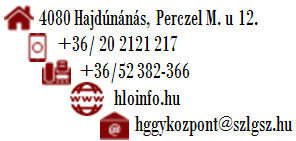 4080 Hajdúnánás, Perczel M. u 12.
+36/ 20 2121 217
+36/52 382-366
hloinfo.hu
hggykozpont@szlgsz.hu